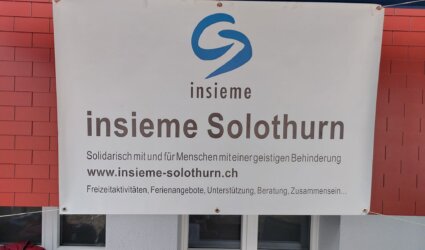 insieme
insieme Solothurn
Solidarisch mit und für Menschen mit einer geistigen Behinderung
www.insieme-solothurn.ch
Freizeitaktivitäten, Ferienangebote, Unterstützung, Beratung, Zusammensein...